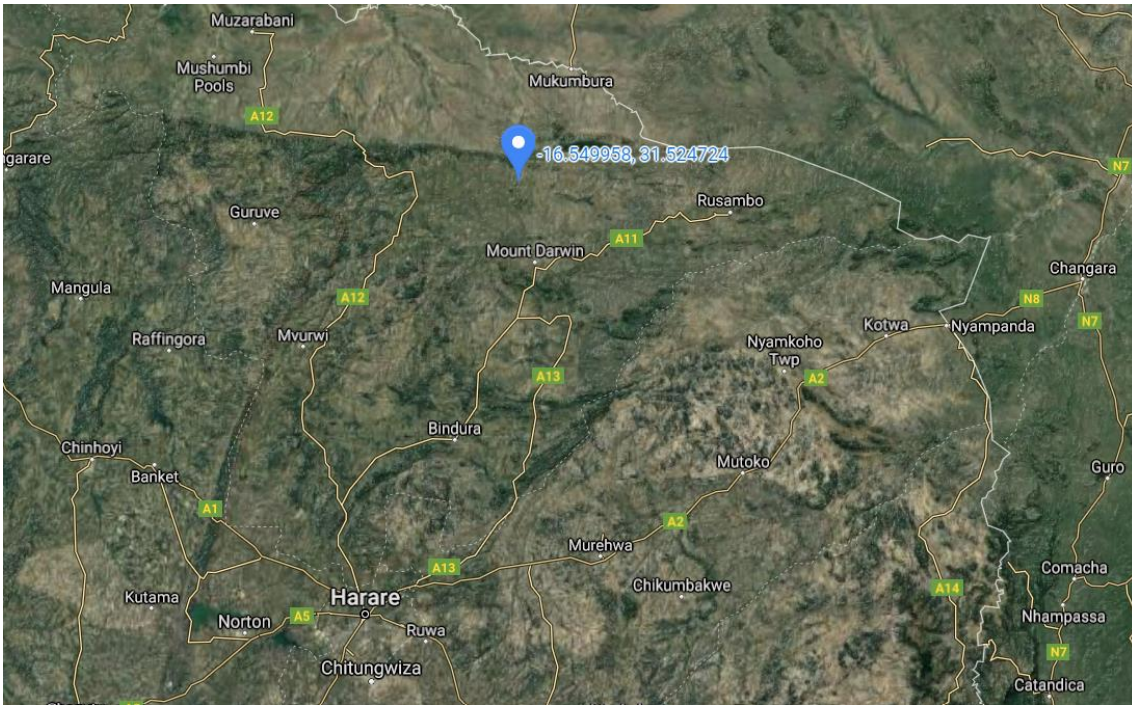 Muzarabani
Mushumbi
Pools
Mukumbura
A12
-16.549958, 31.524724
ngarare
N7
Guruve
Rusambo
A11
Mount Darwin
Mangula
A12
Changara
N8
Raffingora
Mvurwi
Kotwa
Nyampanda
N7
Nyamkoho
Twp
A13
A2
Bindura
Chinhoyi
Banket
Mutoko
Guro
A1
A2
Murehwa
A13
Chikumbakwe
Comacha
A14
Kutama
Harare
Norton
A5
Ruwa
Nhampassa
N7
Chitungwiza
Catandica